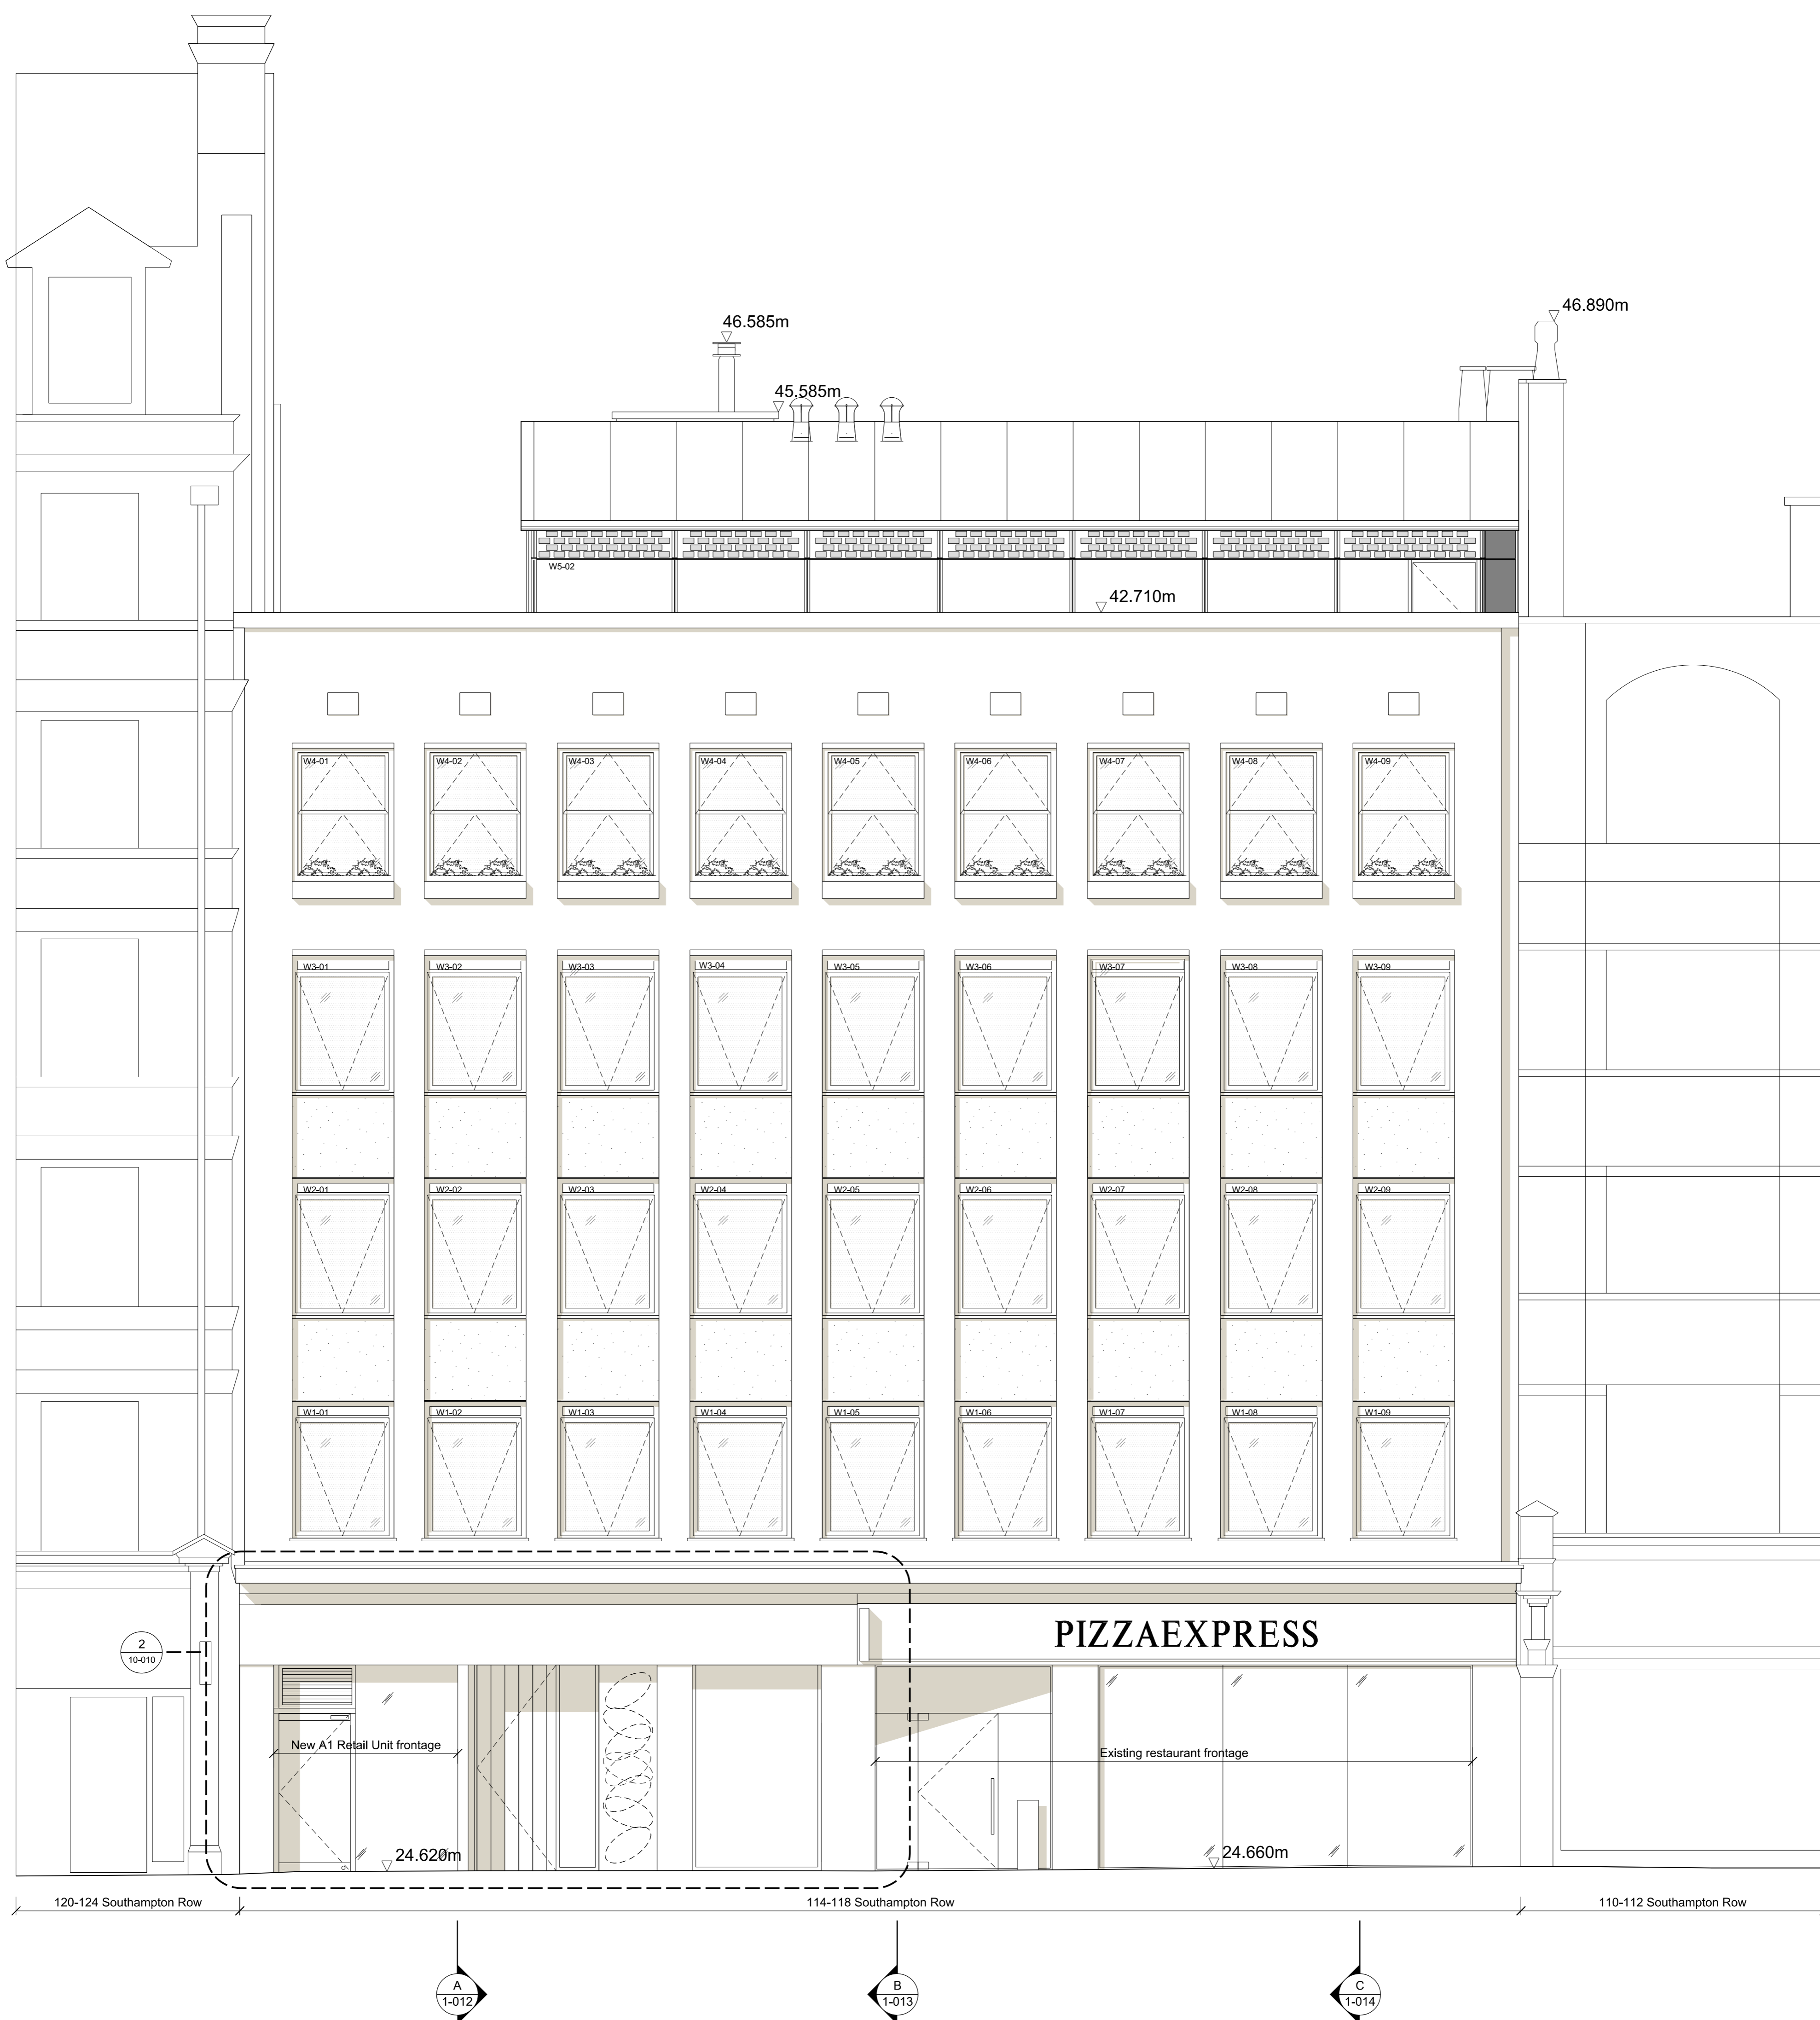 46.890m
46.585m
45.585m
W5-02
42.710m
W4-01 W4-02 W4-03 W4-04 W4-05 W4-06 W4-07 W4-08 W4-09
W3-01 W3-02 W3-03 W3-04 W3-05 W3-06 W3-07 W3-08 W3-09
W2-01 W2-02 W2-03 W2-04 W2-05 W2-06 W2-07 W2-08 W2-09
W1-01 W1-02 W1-03 W1-04 W1-05 W1-06 W1-07 W1-08 W1-09
PIZZAEXPRESS
2
10-010
New A1 Retail Unit frontage
Existing restaurant frontage
24.620m
24.660m
120-124 Southampton Row
114-118 Southampton Row
110-112 Southampton Row
A
1-012
B
1-013
C
1-014